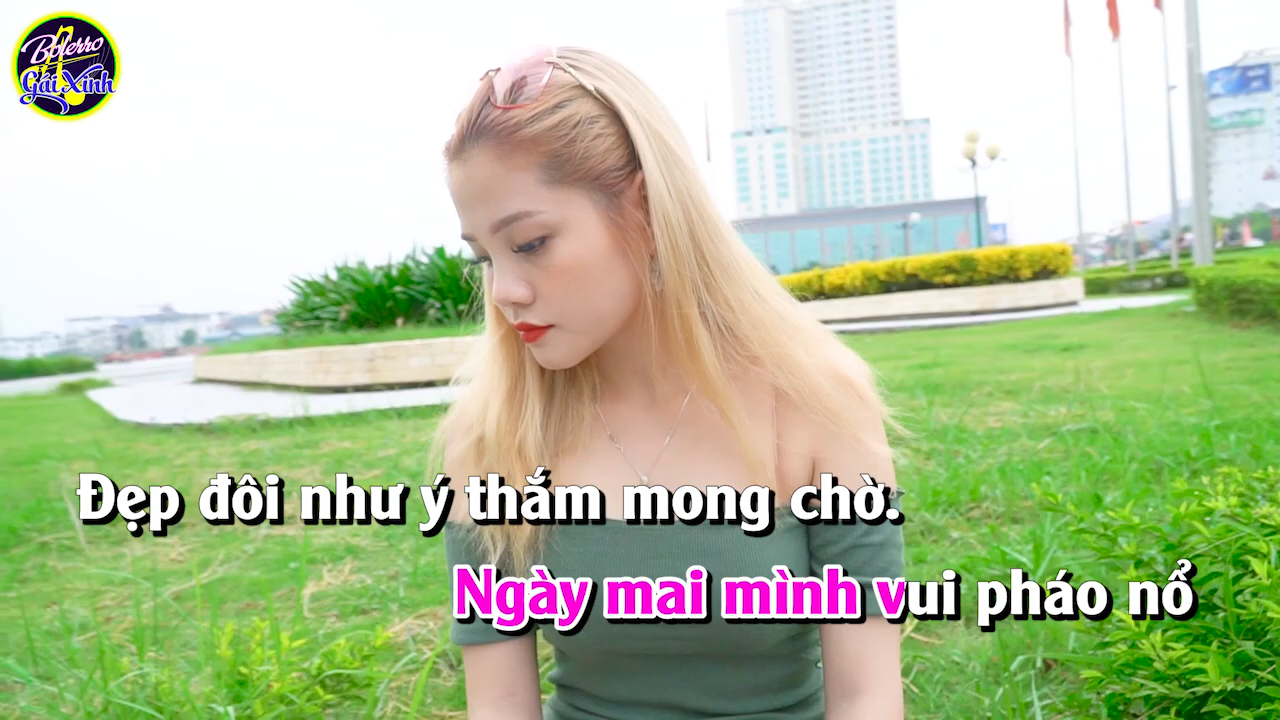 Bolerro
Gái Xinh
Đẹp đôi như ý thắm mong chờ.
Ngày mai mình vui pháo nổ